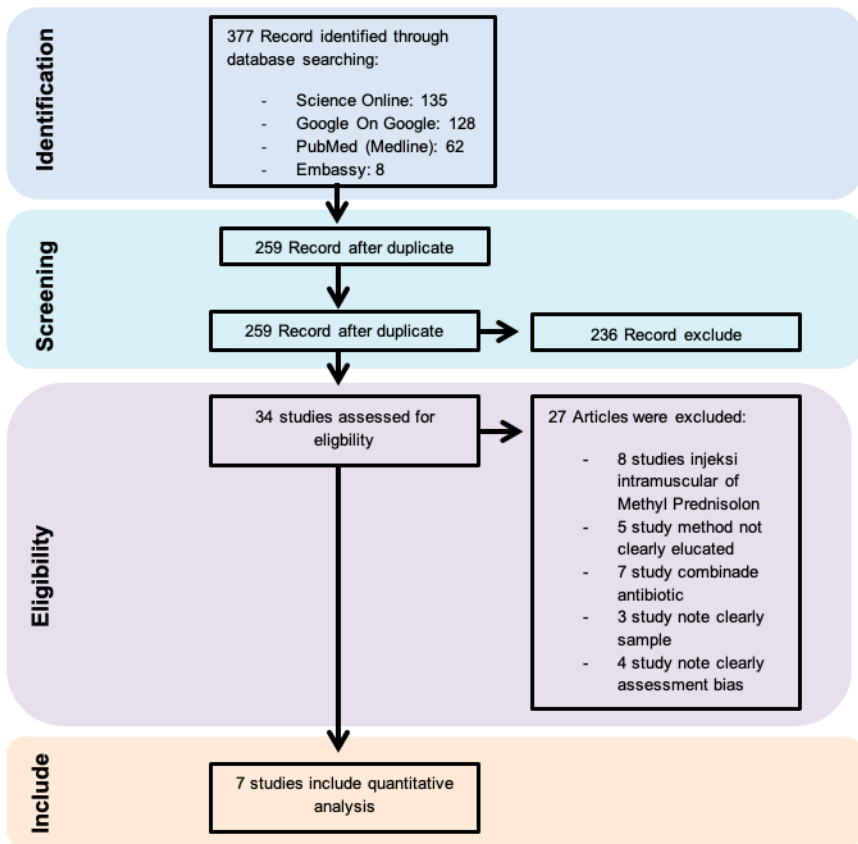 Identification
377 Record identified through
database searching:
- Science Online: 135
- Google On Google: 128
- PubMed (Medline): 62
- Embassy: 8
Screening
259 Record after duplicate
259 Record after duplicate
236 Record exclude
Eligibility
34 studies assessed for
eligbility
27 Articles were excluded:
- 8 studies injeksi
intramuscular of
Methyl Prednisolon
- 5 study method not
clearly elucated
- 7 study combinade
antibiotic
- 3 study note clearly
sample
- 4 study note clearly
assessment bias
Include
7 studies include quantitative
analysis